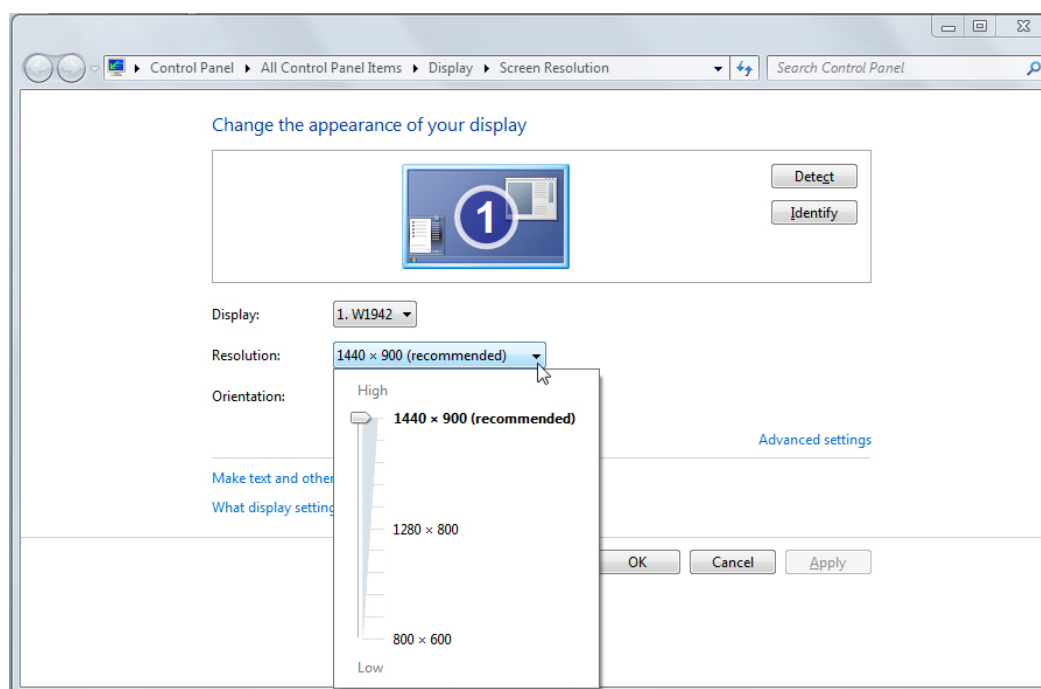 Control Panel All Control Panel Items Display Screen Resolution Search Control Panel
Change the appearance of your display
1
Detect
Identify
Display: 1. W1942
Resolution: 1440 × 900 (recommended)
Orientation:
High
1440 × 900 (recommended)
1280 × 800
800 × 600
Low
Advanced settings
Make text and other
What display setting
OK Cancel Apply